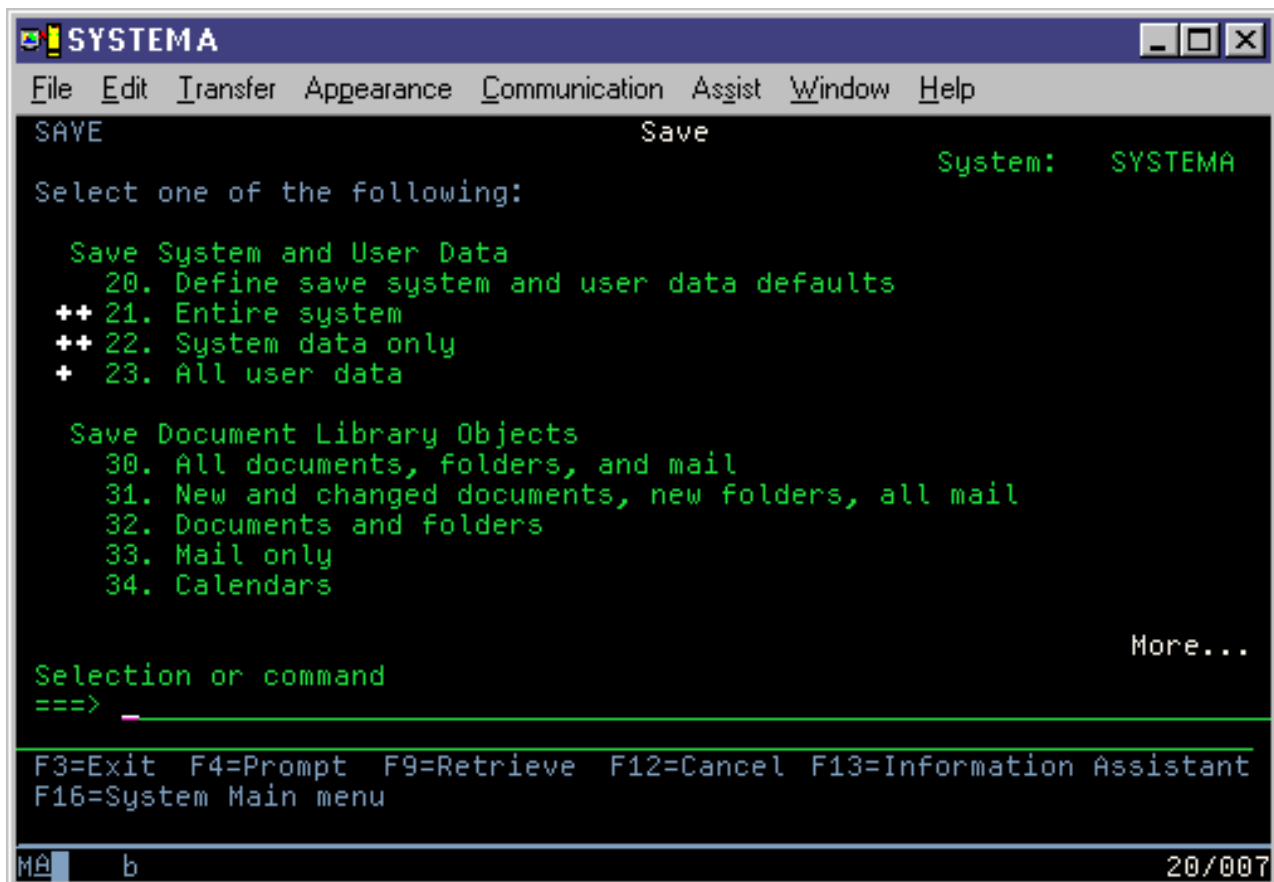 SYSTEMA
File Edit Transfer Appearance Communication Assist Window Help
SAVE Save
System: SYSTEMA
Select one of the following:
Save System and User Data
20. Define save system and user data defaults
++ 21. Entire system
++ 22. System data only
+ 23. All user data
Save Document Library Objects
30. All documents, folders, and mail
31. New and changed documents, new folders, all mail
32. Documents and folders
33. Mail only
34. Calendars
More...
Selection or command
===> _
F3=Exit F4=Prompt F9=Retrieve F12=Cancel F13=Information Assistant
F16=System Main menu
MA b 20/007